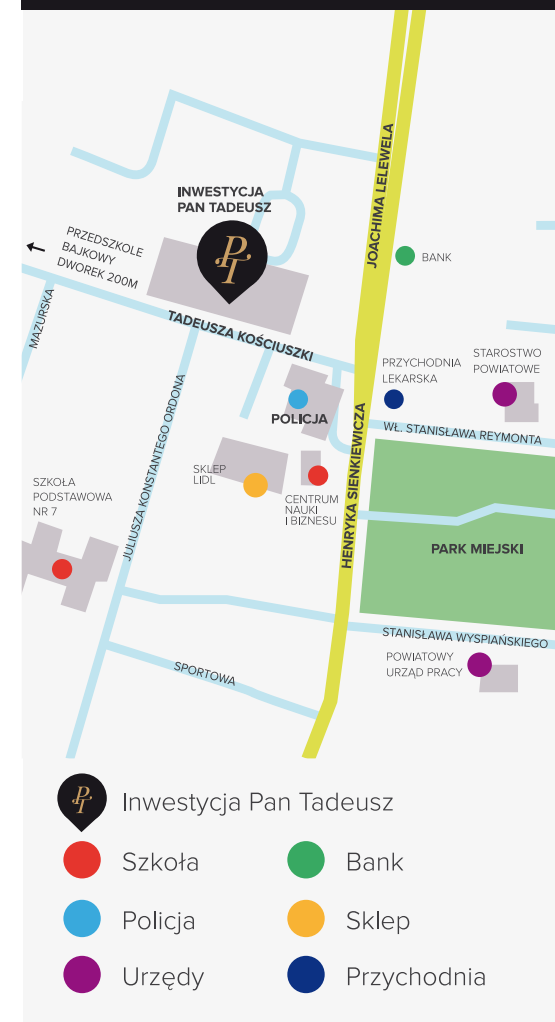 JOACHIMA LELEWELA
INWESTYCJA
PAN TADEUSZ
PT
PRZEDSZKOLE
BAJKOWY
DWOREK 200M
BANK
MAZURSKA
TADEUSZA KOŚCIUSZKI
PRZYCHODNIA
LEKARSKA
STAROSTWO
POWIATOWE
POLICJA
WŁ. STANISŁAWA REYMONTA
JULIUSZA KONSTANTEGO ORDONA
HENRYKA SIENKIEWICZA
SKLEP
LIDL
SZKOŁA
PODSTAWOWA
NR 7
CENTRUM
NAUKI
I BIZNESU
PARK MIEJSKI
STANISŁAWA WYSPIAŃSKIEGO
POWIATOWY
URZĄD PRACY
SPORTOWA
PT
Inwestycja Pan Tadeusz
Szkoła
Bank
Policja
Sklep
Urzędy
Przychodnia